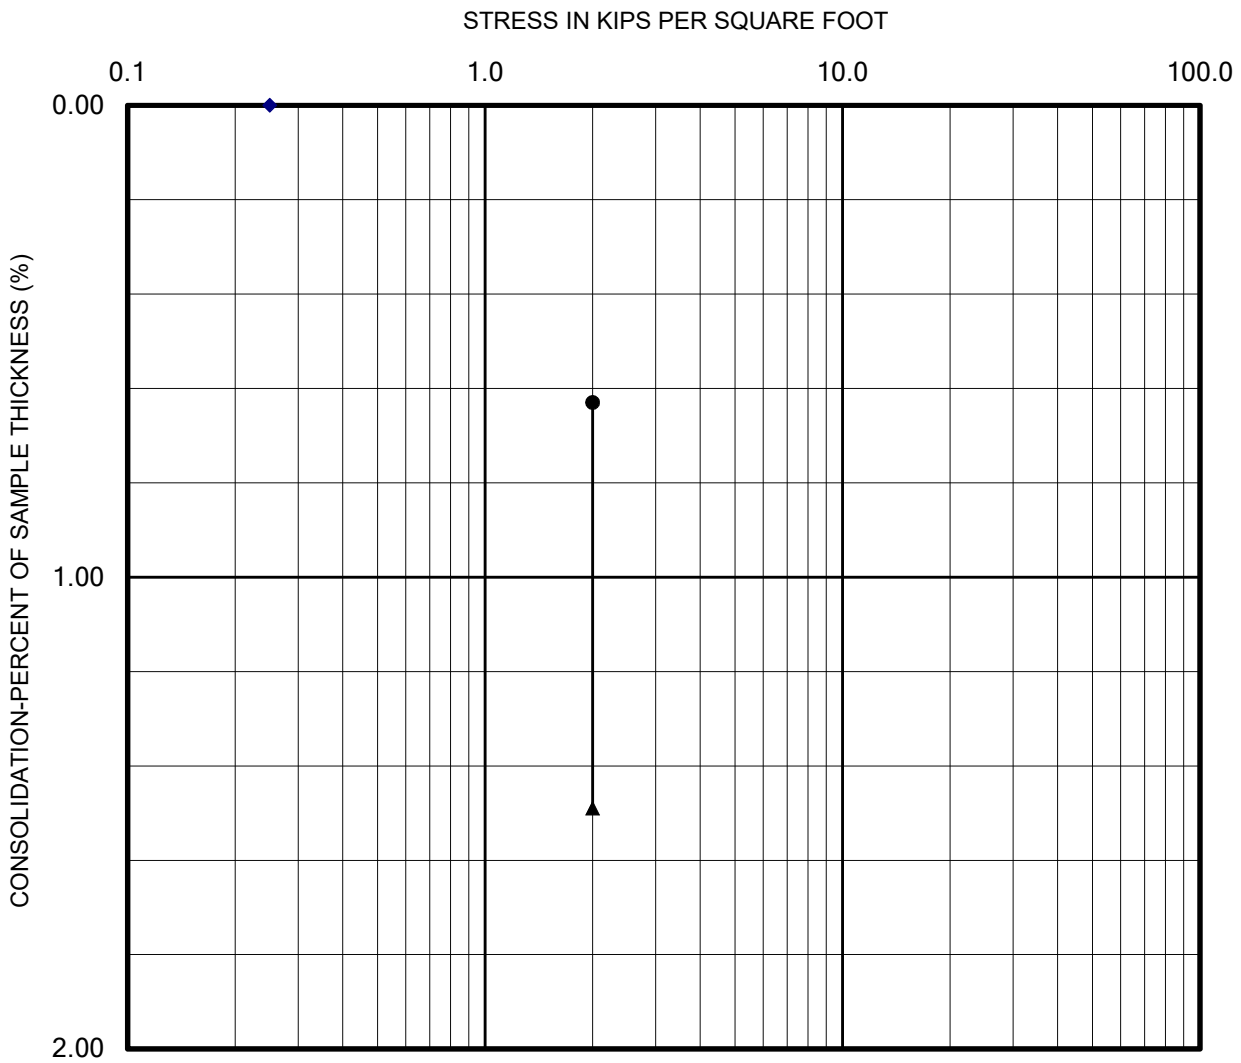 STRESS IN KIPS PER SQUARE FOOT
0.1 1.0 10.0 100.0
0.00
CONSOLIDATION-PERCENT OF SAMPLE THICKNESS (%)
1.00
2.00